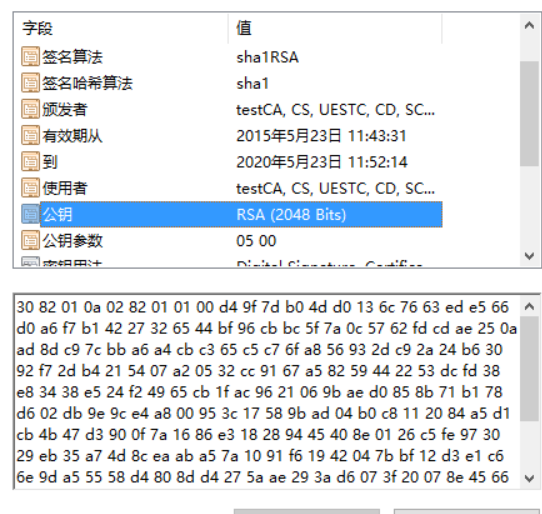 字段 值
签名算法 sha1RSA
签名哈希算法 sha1
颁发者 testCA, CS, UESTC, CD, SC...
有效期从 2015年5月23日 11:43:31
到 2020年5月23日 11:52:14
使用者 testCA, CS, UESTC, CD, SC...
公钥 RSA (2048 Bits)
公钥参数 05 00
密钥用法 Digital Signature, Certifica...
30 82 01 0a 02 82 01 01 00 d4 9f 7d b0 4d d0 13 6c 76 63 ed e5 66
d0 a6 f7 b1 42 27 32 65 44 bf 96 cb bc 5f 7a 0c 57 62 fd cd ae 25 0a
ad 8d c9 7c bb a6 a4 cb c3 65 c5 c7 6f a8 56 93 2d c9 2a 24 b6 30
92 f7 2d b4 21 54 07 a2 05 32 cc 91 67 a5 82 59 44 22 53 dc fd 38
e8 34 38 e5 24 f2 49 65 cb 1f ac 96 21 06 9b ae d0 85 8b 71 b1 78
d6 02 db 9e 9c e4 a8 00 95 3c 17 58 9b ad 04 b0 c8 11 20 84 a5 d1
cb 4b 47 d3 90 0f 7a 16 86 e3 18 28 94 45 40 8e 01 26 c5 fe 97 30
29 eb 35 a7 4d 8c ea ab a5 7a 10 91 f6 19 42 04 7b bf 12 d3 e1 c6
6e 9d a5 55 58 d4 80 8d d4 27 5a ae 29 3a d6 07 3f 20 07 8e 45 66